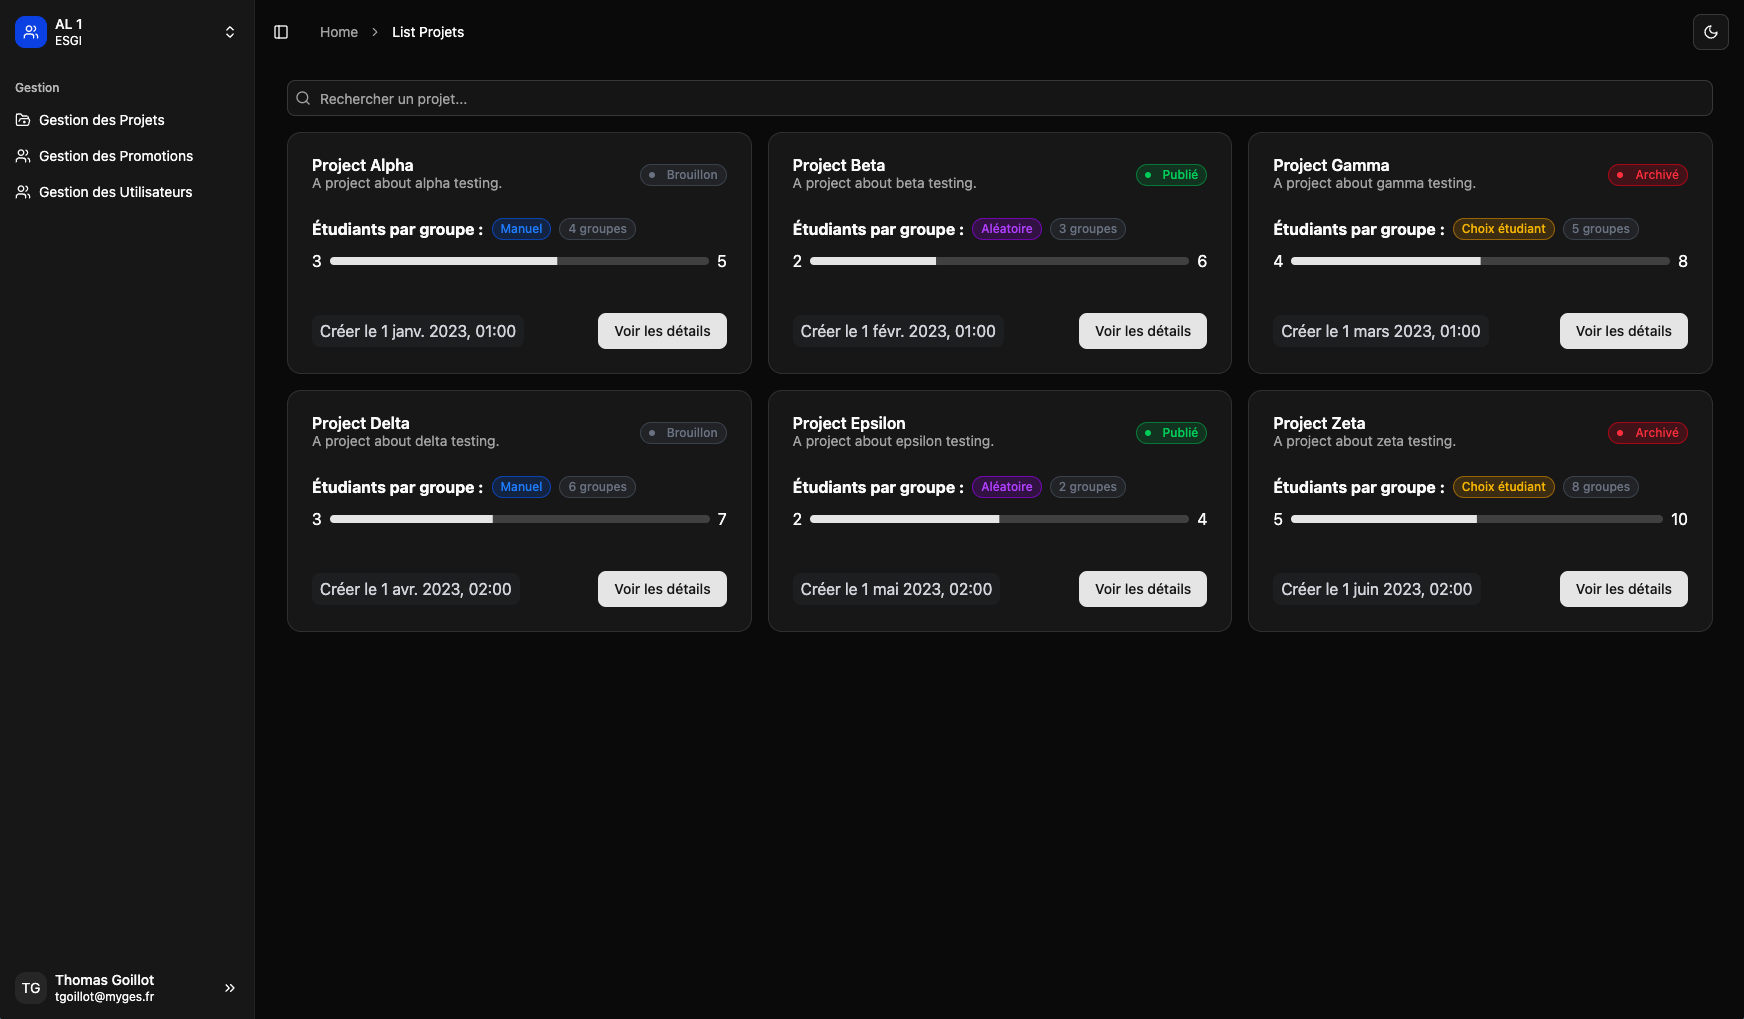 AL 1
ESGI
Gestion
Gestion des Projets
Gestion des Promotions
Gestion des Utilisateurs
TG
Thomas Goillot
tgoillot@myges.fr
Home
List Projets
Rechercher un projet...
Project Alpha
A project about alpha testing.
Brouillon
Étudiants par groupe : Manuel 4 groupes
3 5
Créer le 1 janv. 2023, 01:00 Voir les détails
Project Beta
A project about beta testing.
Publié
Étudiants par groupe : Aléatoire 3 groupes
2 6
Créer le 1 févr. 2023, 01:00 Voir les détails
Project Gamma
A project about gamma testing.
Archivé
Étudiants par groupe : Choix étudiant 5 groupes
4 8
Créer le 1 mars 2023, 01:00 Voir les détails
Project Delta
A project about delta testing.
Brouillon
Étudiants par groupe : Manuel 6 groupes
3 7
Créer le 1 avr. 2023, 02:00 Voir les détails
Project Epsilon
A project about epsilon testing.
Publié
Étudiants par groupe : Aléatoire 2 groupes
2 4
Créer le 1 mai 2023, 02:00 Voir les détails
Project Zeta
A project about zeta testing.
Archivé
Étudiants par groupe : Choix étudiant 8 groupes
5 10
Créer le 1 juin 2023, 02:00 Voir les détails